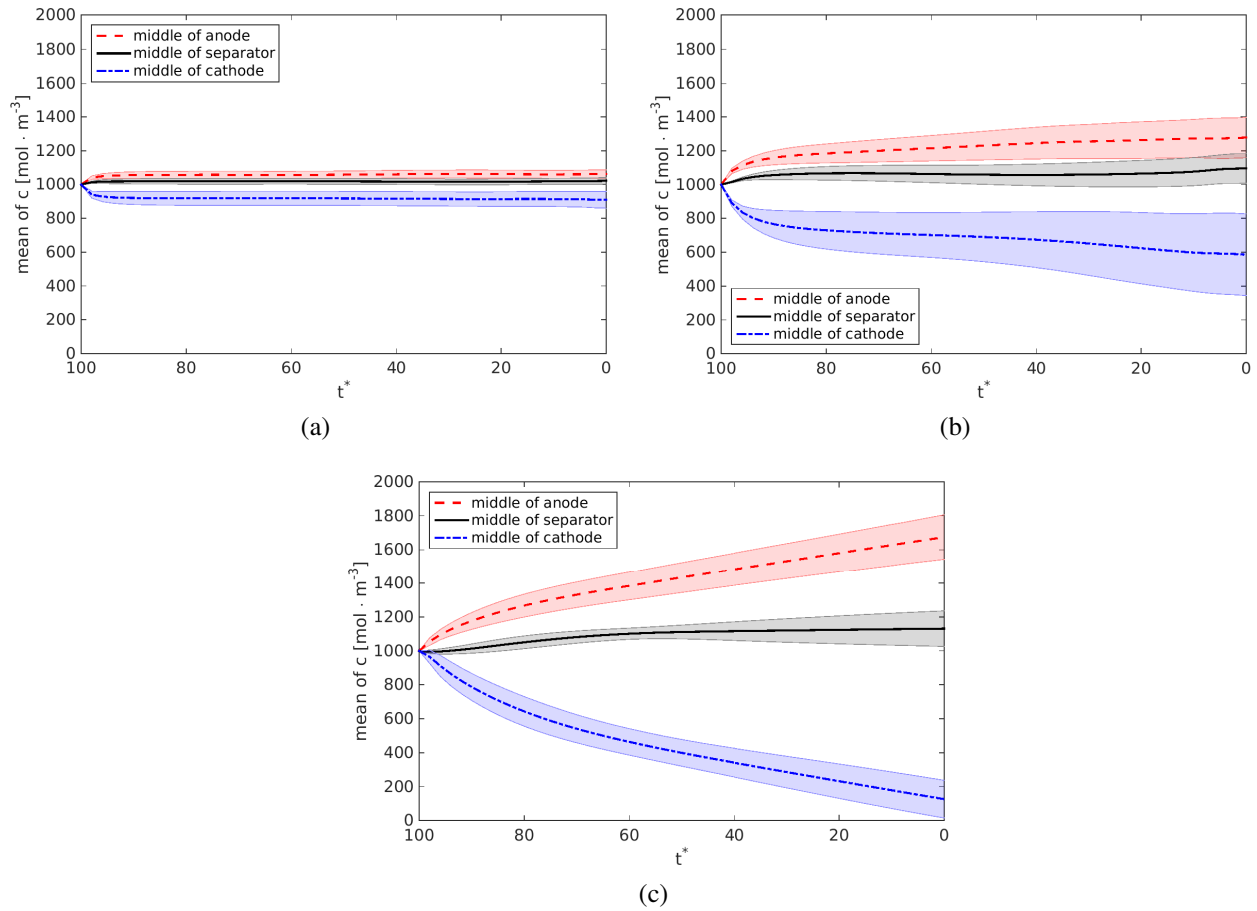 2000
1800
1600
1400
1200
1000
800
600
400
200
0
mean of c [mol · m⁻³]
middle of anode
middle of separator
middle of cathode
100 80 60 40 20 0
t*
(a)
2000
1800
1600
1400
1200
1000
800
600
400
200
0
mean of c [mol · m⁻³]
middle of anode
middle of separator
middle of cathode
100 80 60 40 20 0
t*
(b)
2000
1800
1600
1400
1200
1000
800
600
400
200
0
mean of c [mol · m⁻³]
middle of anode
middle of separator
middle of cathode
100 80 60 40 20 0
t*
(c)